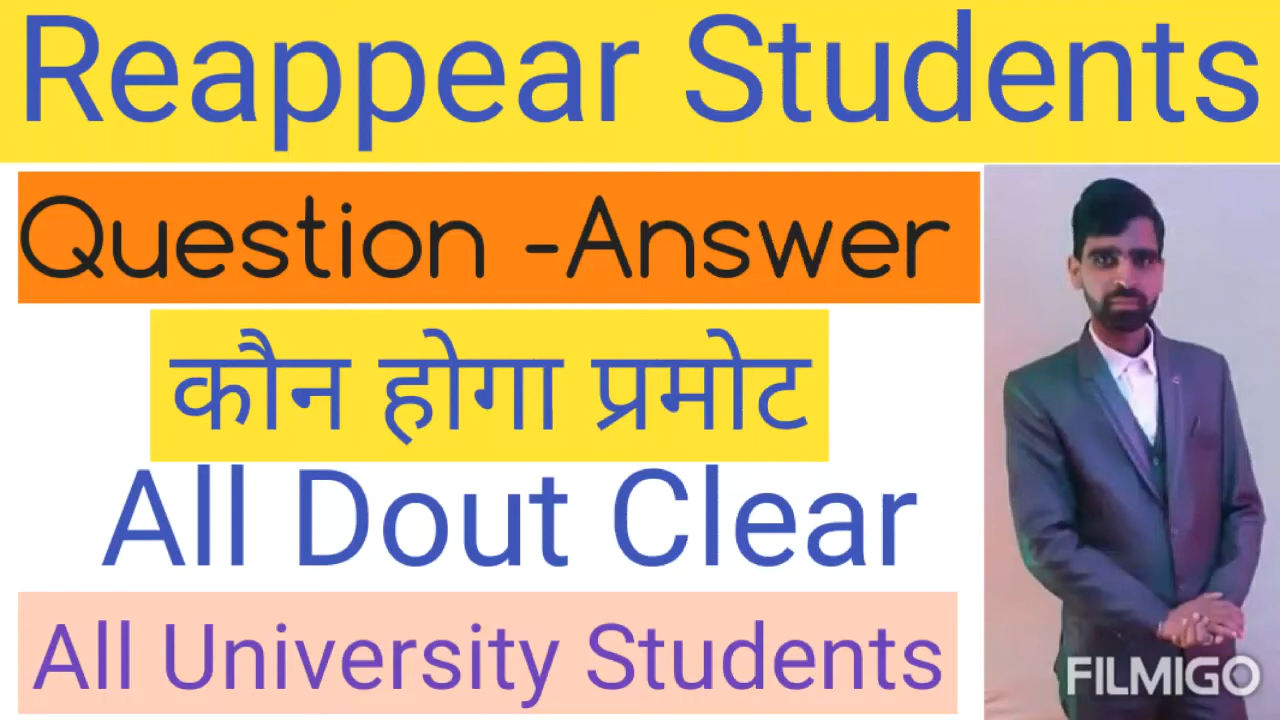 Reappear Students
Question -Answer
कौन होगा प्रमोट
All Dout Clear
All University Students
FILMIGO